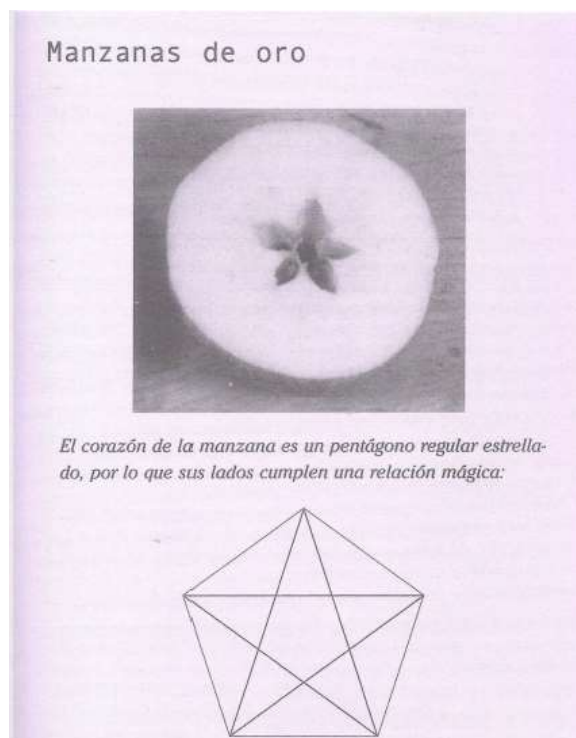 Manzanas de oro
El corazón de la manzana es un pentágono regular estrella-
do, por lo que sus lados cumplen una relación mágica: